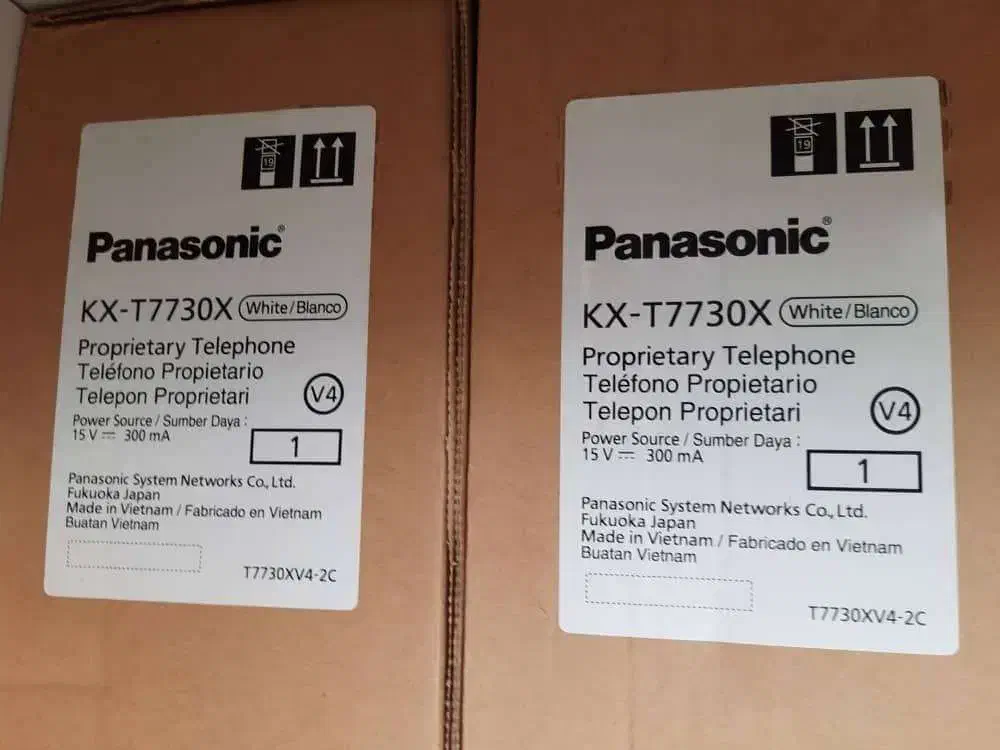 19
Panasonic®
KX-T7730X White/Blanco
Proprietary Telephone
Teléfono Propietario
Telepon Proprietari
V4
Power Source / Sumber Daya :
15 V ⎓ 300 mA
1
Panasonic System Networks Co., Ltd.
Fukuoka Japan
Made in Vietnam / Fabricado en Vietnam
Buatan Vietnam
T7730XV4-2C
19
Panasonic®
KX-T7730X White/Blanco
Proprietary Telephone
Teléfono Propietario
Telepon Proprietari
V4
Power Source / Sumber Daya :
15 V ⎓ 300 mA
1
Panasonic System Networks Co., Ltd.
Fukuoka Japan
Made in Vietnam / Fabricado en Vietnam
Buatan Vietnam
T7730XV4-2C